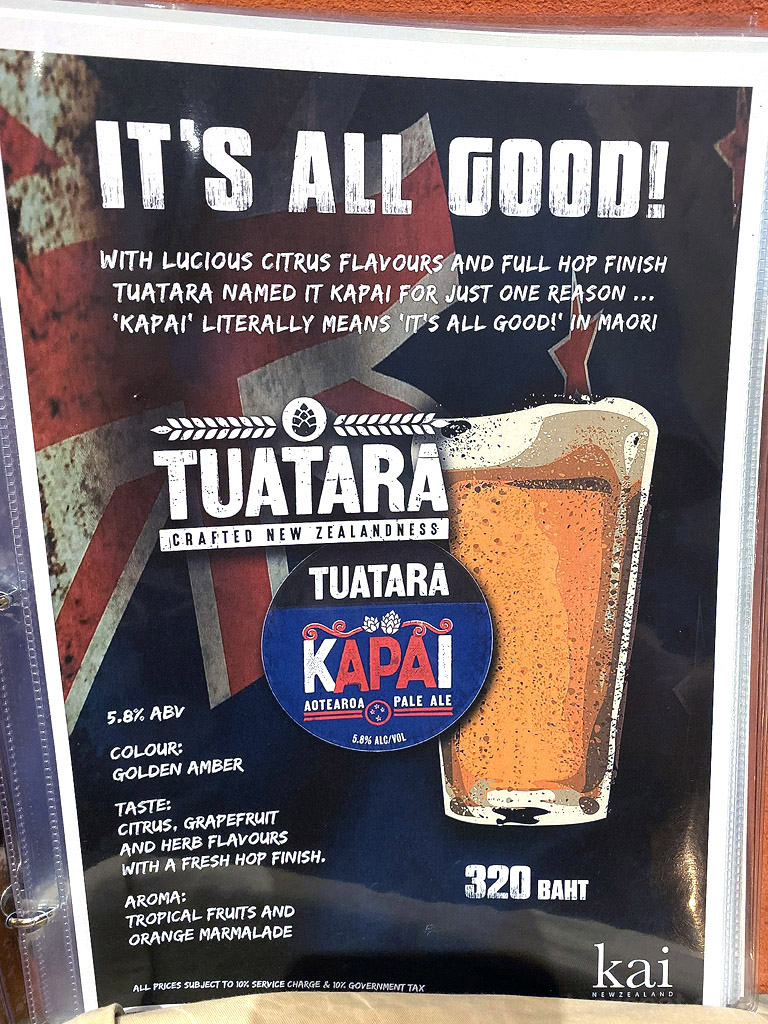 IT'S ALL GOOD!
WITH LUCIOUS CITRUS FLAVOURS AND FULL HOP FINISH
TUATARA NAMED IT KAPAI FOR JUST ONE REASON ...
'KAPAI' LITERALLY MEANS 'IT'S ALL GOOD!' IN MAORI
TUATARA
CRAFTED NEW ZEALANDNESS
TUATARA
KAPAI
AOTEAROA PALE ALE
5.8% ALC/VOL
5.8% ABV
COLOUR:
GOLDEN AMBER
TASTE:
CITRUS, GRAPEFRUIT
AND HERB FLAVOURS
WITH A FRESH HOP FINISH.
AROMA:
TROPICAL FRUITS AND
ORANGE MARMALADE
320 BAHT
kai
NEWZEALAND
ALL PRICES SUBJECT TO 10% SERVICE CHARGE & 10% GOVERNMENT TAX